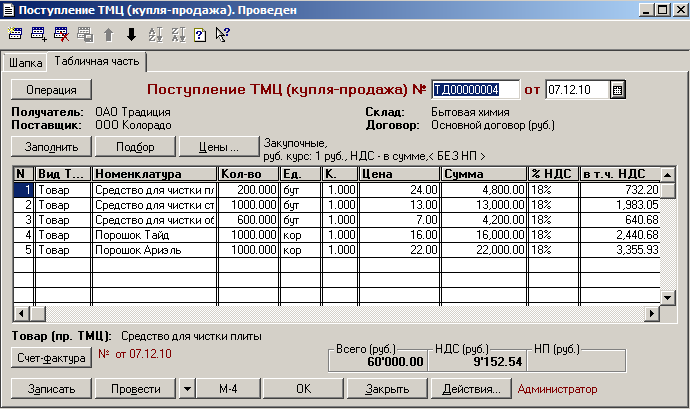 Поступление ТМЦ (купля-продажа). Проведен
Шапка Табличная часть
Операция Поступление ТМЦ (купля-продажа) № ТД00000004 от 07.12.10
Получатель: ОАО Традиция Склад: Бытовая химия
Поставщик: ООО Колорадо Договор: Основной договор (руб.)
Заполнить Подбор Цены ... Закупочные,
руб. курс: 1 руб., НДС - в сумме,< БЕЗ НП >
N Вид Т... Номенклатура Кол-во Ед. К. Цена Сумма % НДС в т.ч. НДС
1 Товар Средство для чистки пл 200.000 бут 1.000 24.00 4,800.00 18% 732.20
2 Товар Средство для чистки ст 1000.000 бут 1.000 13.00 13,000.00 18% 1,983.05
3 Товар Средство для чистки об 600.000 бут 1.000 7.00 4,200.00 18% 640.68
4 Товар Порошок Тайд 1000.000 кор 1.000 16.00 16,000.00 18% 2,440.68
5 Товар Порошок Ариэль 1000.000 кор 1.000 22.00 22,000.00 18% 3,355.93
Товар (пр. ТМЦ): Средство для чистки плиты
Счет-фактура № от 07.12.10
Всего (руб.) НДС (руб.) НП (руб.)
60'000.00 9'152.54
Записать Провести М-4 OK Закрыть Действия... Администратор